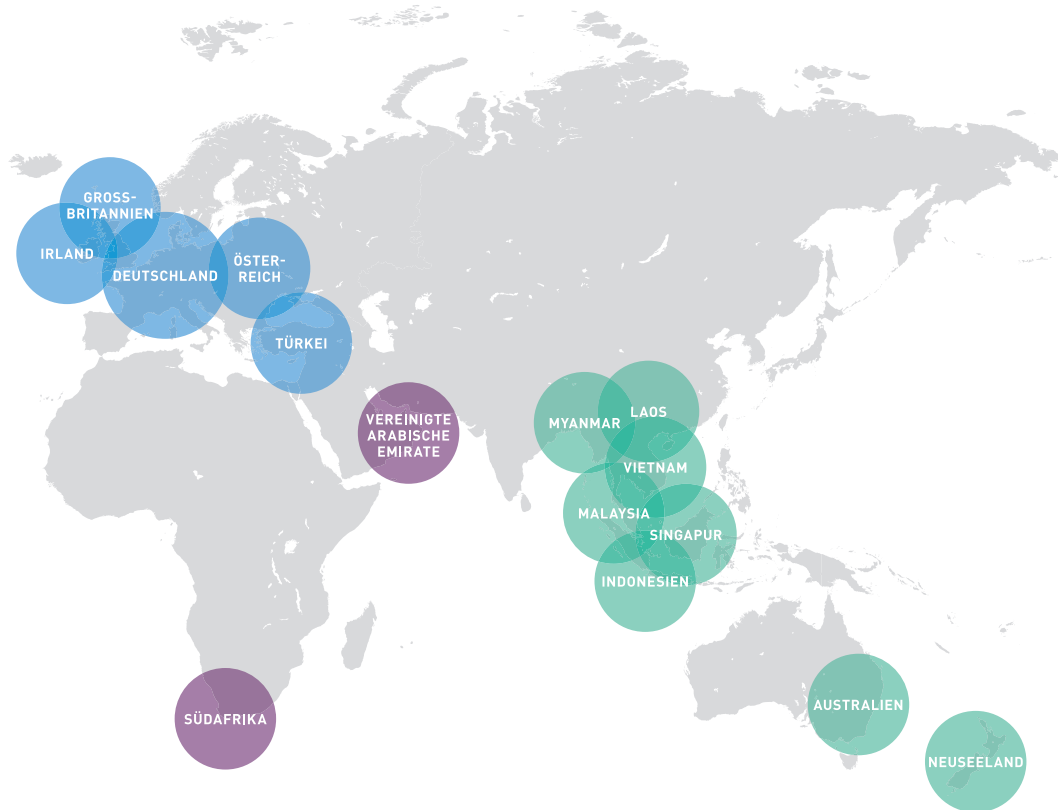 GROSS-
BRITANNIEN
IRLAND
DEUTSCHLAND
ÖSTER-
REICH
TÜRKEI
VEREINIGTE
ARABISCHE
EMIRATE
MYANMAR
LAOS
VIETNAM
MALAYSIA
SINGAPUR
INDONESIEN
SÜDAFRIKA
AUSTRALIEN
NEUSEELAND